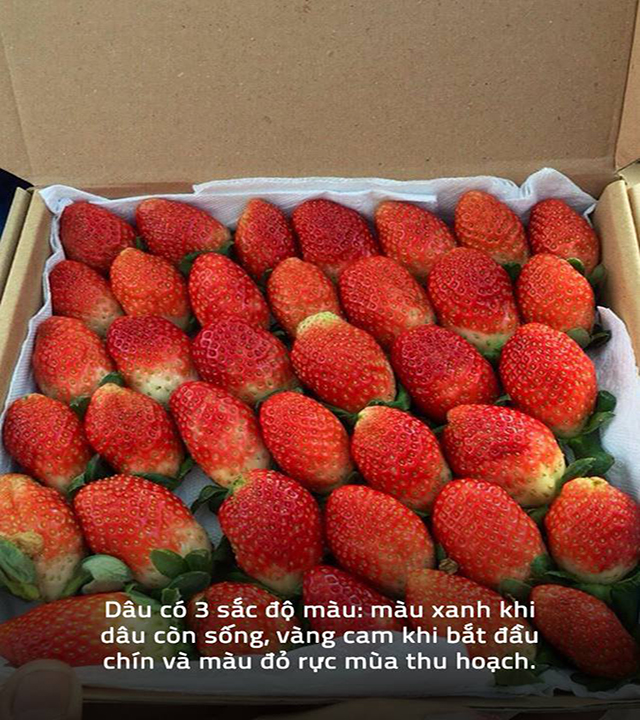 Dâu có 3 sắc độ màu: màu xanh khi
dâu còn sống, vàng cam khi bắt đầu
chín và màu đỏ rực mùa thu hoạch.